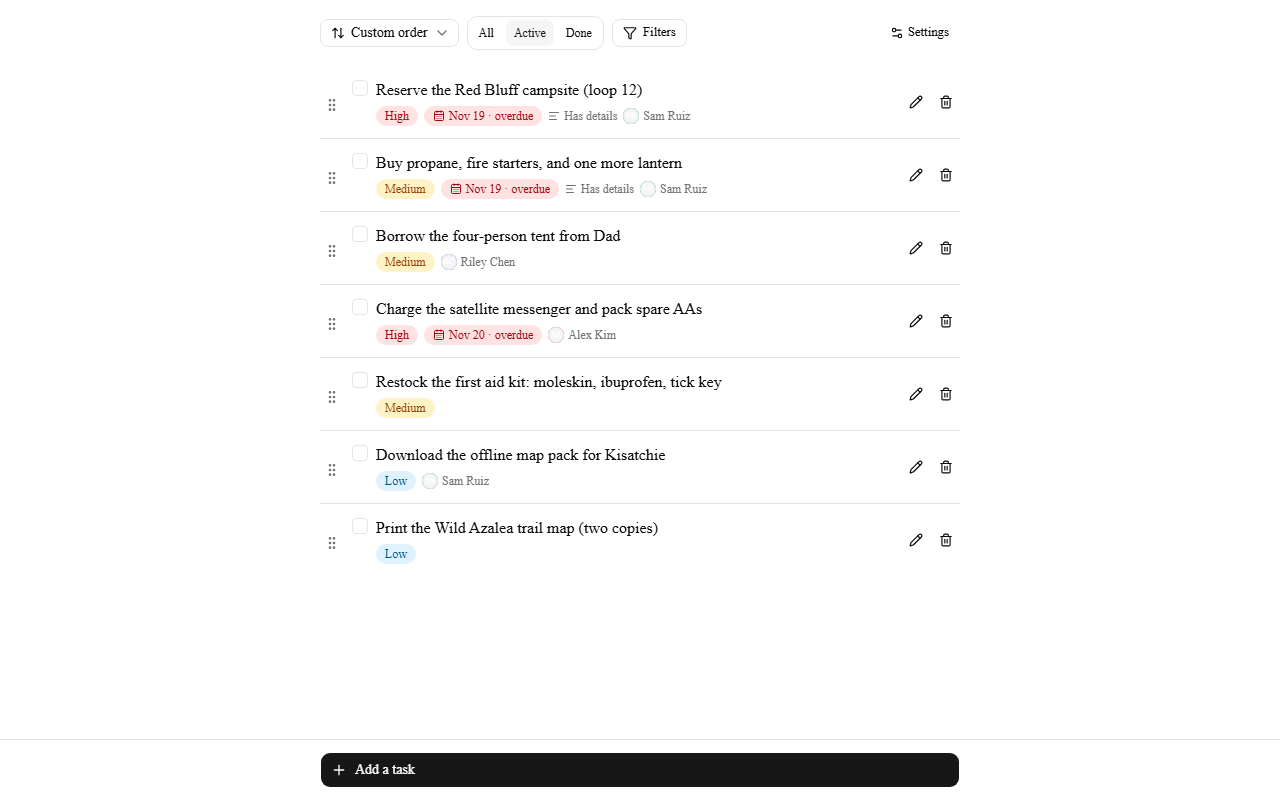 Custom order All Active Done Filters Settings
Reserve the Red Bluff campsite (loop 12)
High Nov 19 · overdue Has details Sam Ruiz
Buy propane, fire starters, and one more lantern
Medium Nov 19 · overdue Has details Sam Ruiz
Borrow the four-person tent from Dad
Medium Riley Chen
Charge the satellite messenger and pack spare AAs
High Nov 20 · overdue Alex Kim
Restock the first aid kit: moleskin, ibuprofen, tick key
Medium
Download the offline map pack for Kisatchie
Low Sam Ruiz
Print the Wild Azalea trail map (two copies)
Low
Add a task